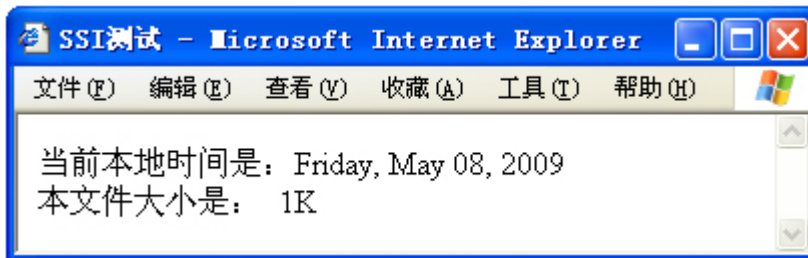 SSI测试 - Microsoft Internet Explorer
文件(F) 编辑(E) 查看(V) 收藏(A) 工具(T) 帮助(H)
当前本地时间是：Friday, May 08, 2009
本文件大小是： 1K